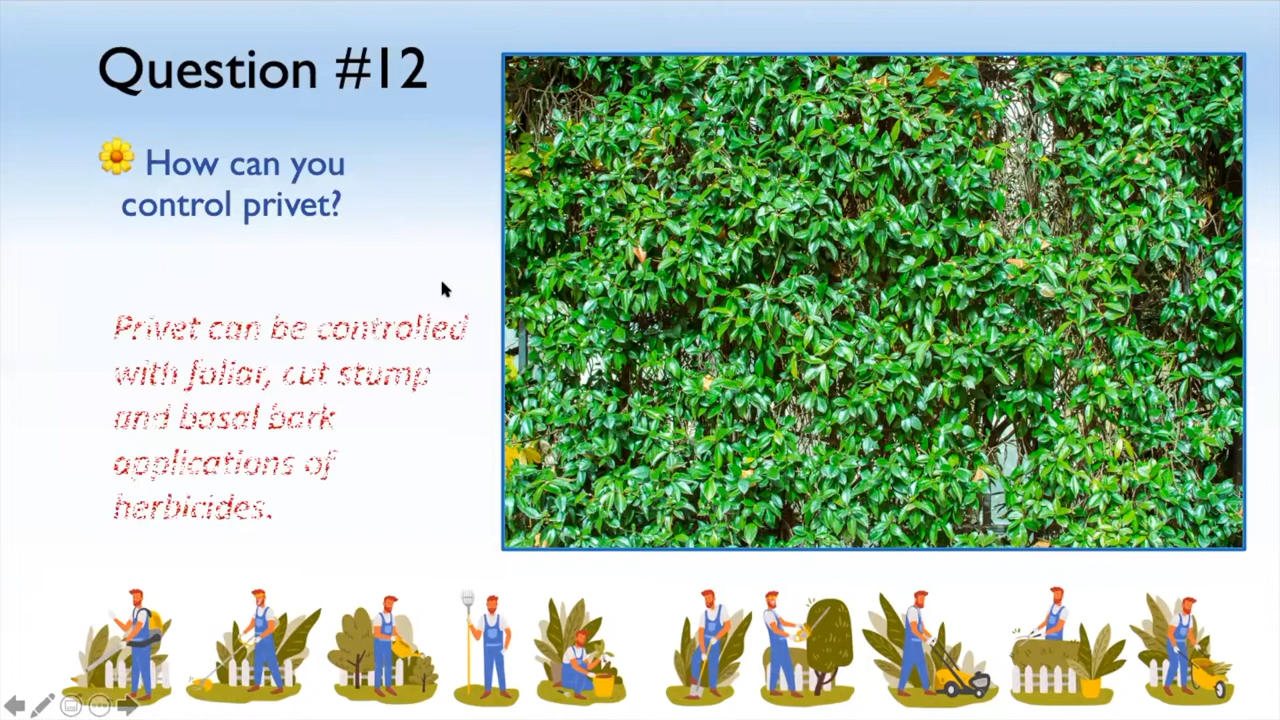 Question #12
How can you
control privet?
Privet can be controlled
with foliar, cut stump
and basal bark
applications of
herbicides.